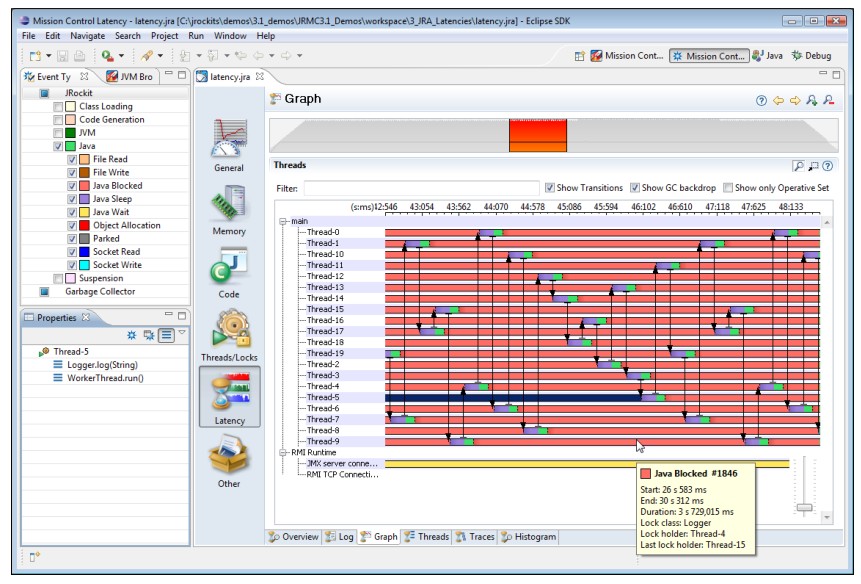 Mission Control Latency - latency.jra [C:\jrockits\demos\3.1_demos\JRMC3.1_Demos\workspace\3_JRA_Latencies\latency.jra] - Eclipse SDK
File Edit Navigate Search Project Run Window Help
Mission Cont... Mission Cont... Java Debug
Event Ty JVM Bro latency.jra
JRockit
Class Loading
Code Generation
JVM
Java
File Read
File Write
Java Blocked
Java Sleep
Java Wait
Object Allocation
Parked
Socket Read
Socket Write
Suspension
Garbage Collector
Properties
Thread-5
Logger.log(String)
WorkerThread.run()
General
Memory
Code
Threads/Locks
Latency
Other
Graph
Threads
Filter: Show Transitions Show GC backdrop Show only Operative Set
(s:ms) 42:546 43:054 43:562 44:070 44:578 45:086 45:594 46:102 46:610 47:118 47:625 48:133
main
Thread-0
Thread-1
Thread-10
Thread-11
Thread-12
Thread-13
Thread-14
Thread-15
Thread-16
Thread-17
Thread-18
Thread-19
Thread-2
Thread-3
Thread-4
Thread-5
Thread-6
Thread-7
Thread-8
Thread-9
RMI Runtime
JMX server conne...
RMI TCP Connecti...
Java Blocked #1846
Start: 26 s 583 ms
End: 30 s 312 ms
Duration: 3 s 729,015 ms
Lock class: Logger
Lock holder: Thread-4
Last lock holder: Thread-15
Overview Log Graph Threads Traces Histogram